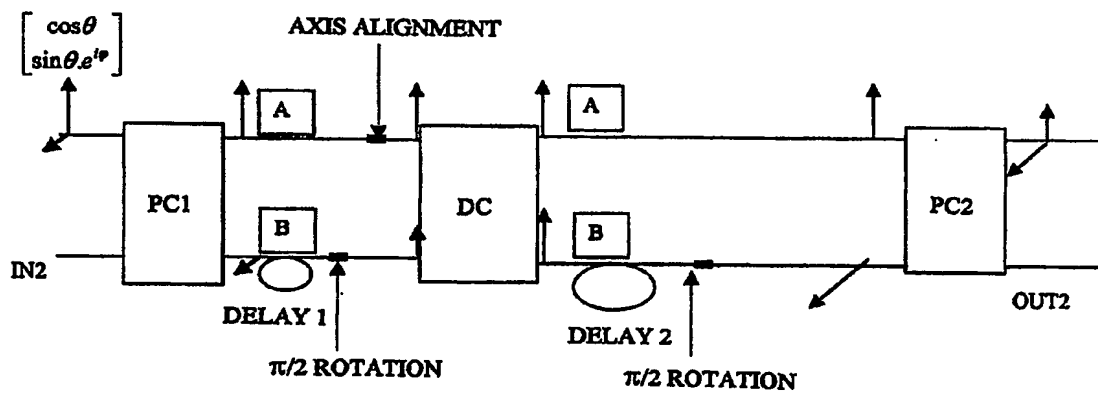 cosθ
sinθ.e^{iφ}
AXIS ALIGNMENT
A
A
PC1
DC
PC2
B
B
IN2
OUT2
DELAY 1
DELAY 2
π/2 ROTATION
π/2 ROTATION